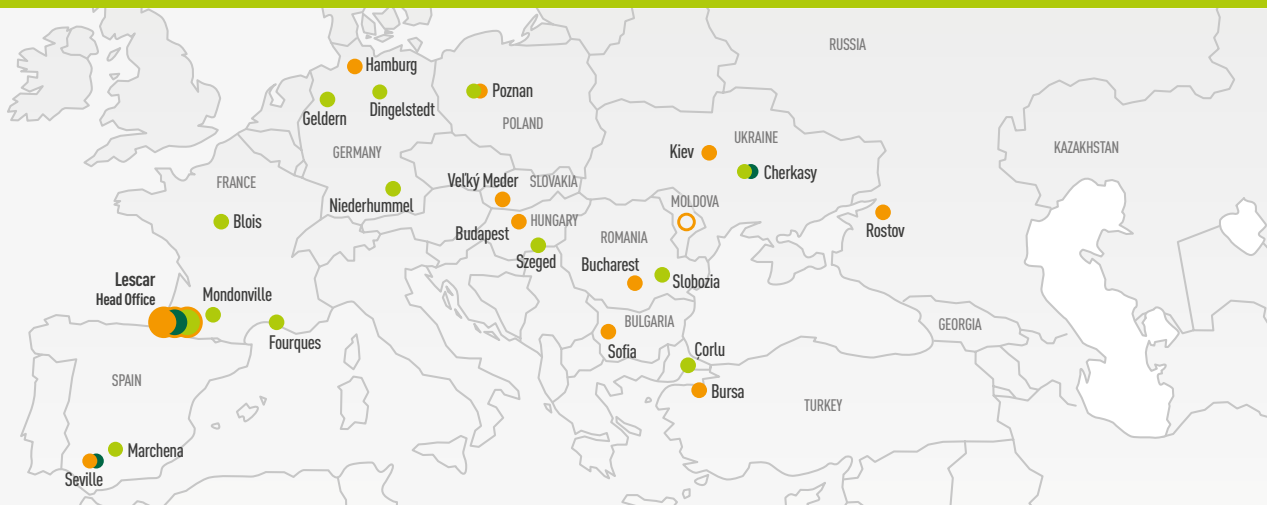 RUSSIA
Hamburg
Poznan
Dingelstedt
Geldern
POLAND
UKRAINE
KAZAKHSTAN
GERMANY
Kiev
Cherkasy
FRANCE
Veľký Meder
SLOVAKIA
Niederhummel
MOLDOVA
Blois
HUNGARY
Budapest
ROMANIA
Rostov
Szeged
Bucharest
Slobozia
Lescar
Head Office
Mondonville
BULGARIA
GEORGIA
Fourques
Sofia
Çorlu
SPAIN
Bursa
TURKEY
Marchena
Seville